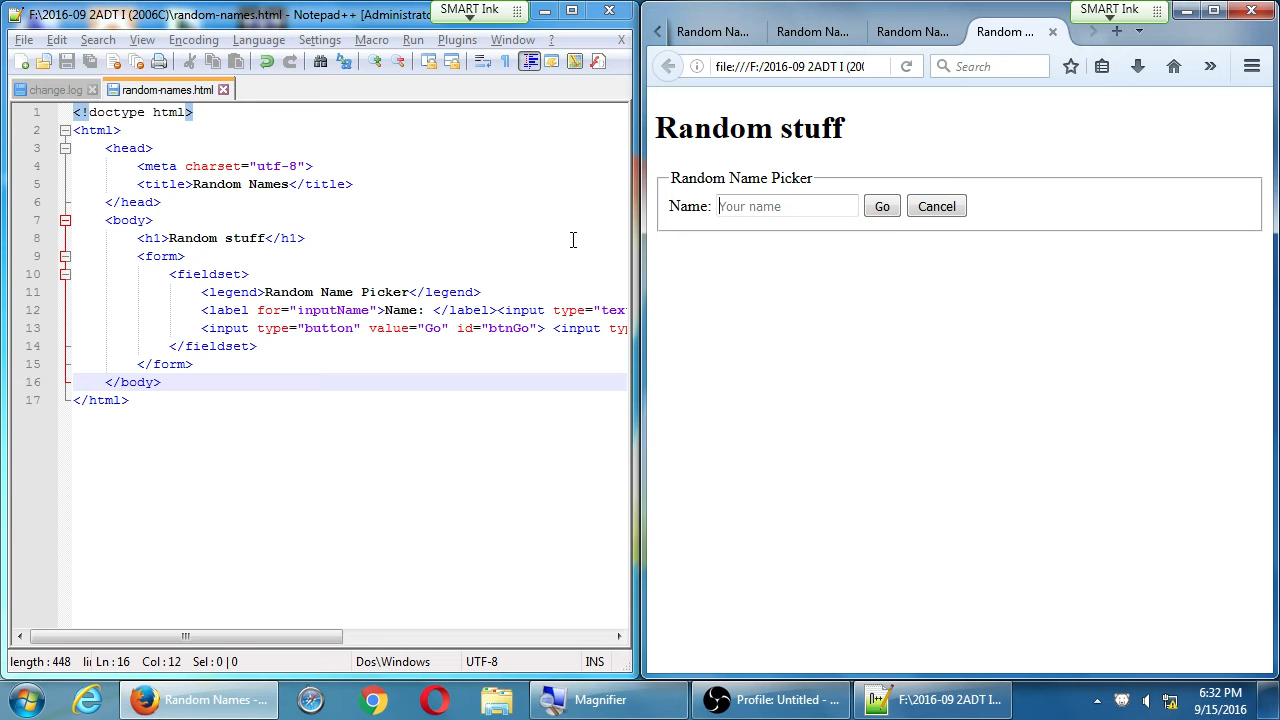 F:\2016-09 2ADT I (2006C)\random-names.html - Notepad++ [Administrat
SMART Ink
File Edit Search View Encoding Language Settings Macro Run Plugins Window ? X
change.log
random-names.html
1 <!doctype html>
2 <html>
3 <head>
4 <meta charset="utf-8">
5 <title>Random Names</title>
6 </head>
7 <body>
8 <h1>Random stuff</h1>
9 <form>
10 <fieldset>
11 <legend>Random Name Picker</legend>
12 <label for="inputName">Name: </label><input type="tex
13 <input type="button" value="Go" id="btnGo"> <input typ
14 </fieldset>
15 </form>
16 </body>
17 </html>
length : 448 li Ln : 16 Col : 12 Sel : 0 | 0 Dos\Windows UTF-8 INS
SMART Ink
Random Na... Random Na... Random Na... Random ...
file:///F:/2016-09 2ADT I (200
Search
Random stuff
Random Name Picker
Name: Your name Go Cancel
Random Names - ...
Magnifier
Profile: Untitled - ...
F:\2016-09 2ADT I...
6:32 PM
9/15/2016